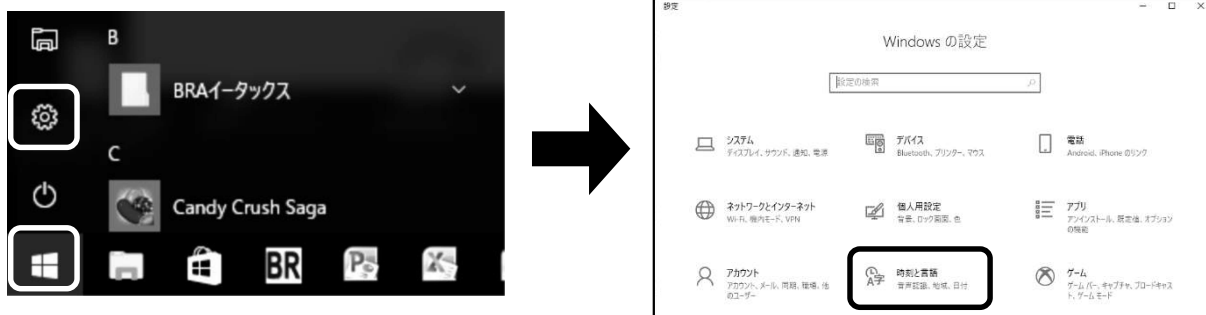 B
BRAイータックス
C
Candy Crush Saga
BR
設定
Windows の設定
設定の検索
システム
ディスプレイ、サウンド、通知、電源
デバイス
Bluetooth、プリンター、マウス
電話
Android、iPhone のリンク
ネットワークとインターネット
Wi-Fi、機内モード、VPN
個人用設定
背景、ロック画面、色
アプリ
アンインストール、既定値、オプション
の機能
アカウント
アカウント、メール、同期、職場、他
のユーザー
時刻と言語
音声認識、地域、日付
ゲーム
ゲーム バー、キャプチャ、ブロードキャス
ト、ゲーム モード